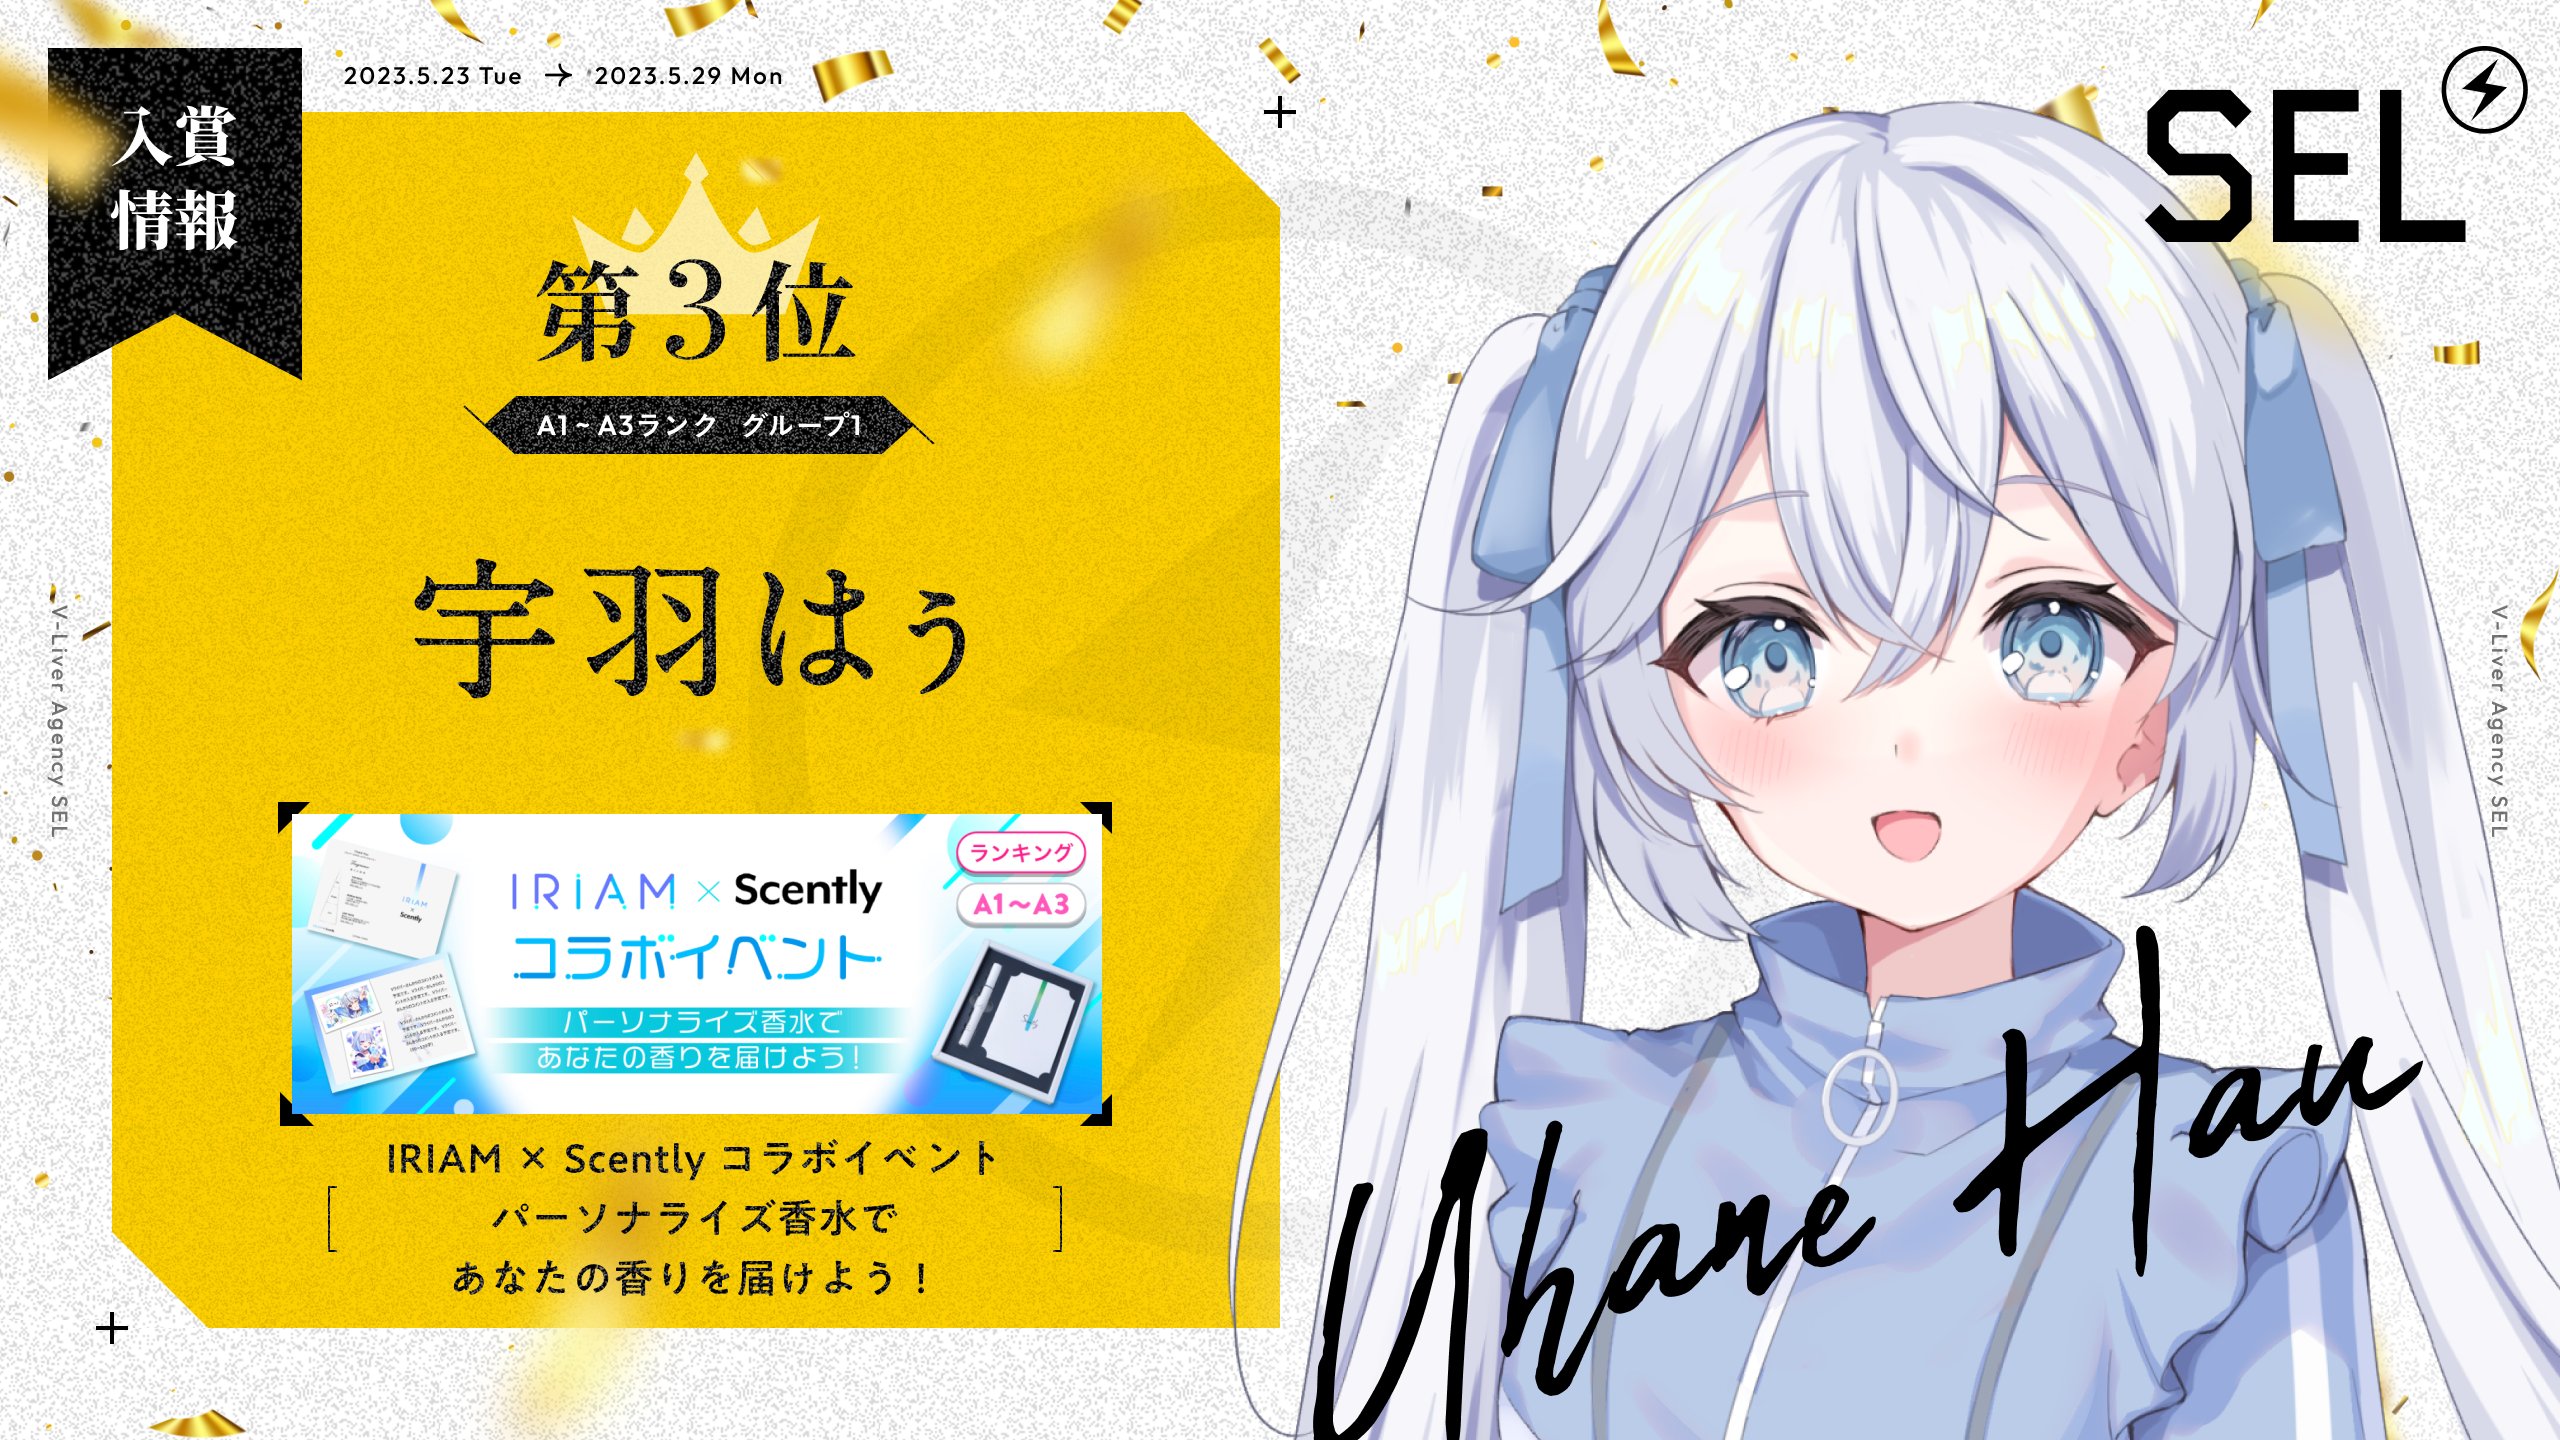 入賞
情報
2023.5.23 Tue → 2023.5.29 Mon
第3位
A1~A3ランク グループ1
宇羽はぅ
IRIAM × Scently
コラボイベント
パーソナライズ香水で
あなたの香りを届けよう!
ランキング
A1〜A3
IRIAM × Scently コラボイベント
パーソナライズ香水で
あなたの香りを届けよう！
SEL
Uhane Hau
V-Liver Agency SEL
V-Liver Agency SEL
IRIAM
×
Scently